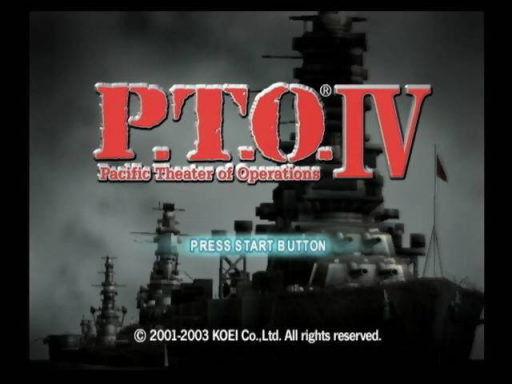 P.T.O.® IV
Pacific Theater of Operations
PRESS START BUTTON
© 2001-2003 KOEI Co.,Ltd. All rights reserved.